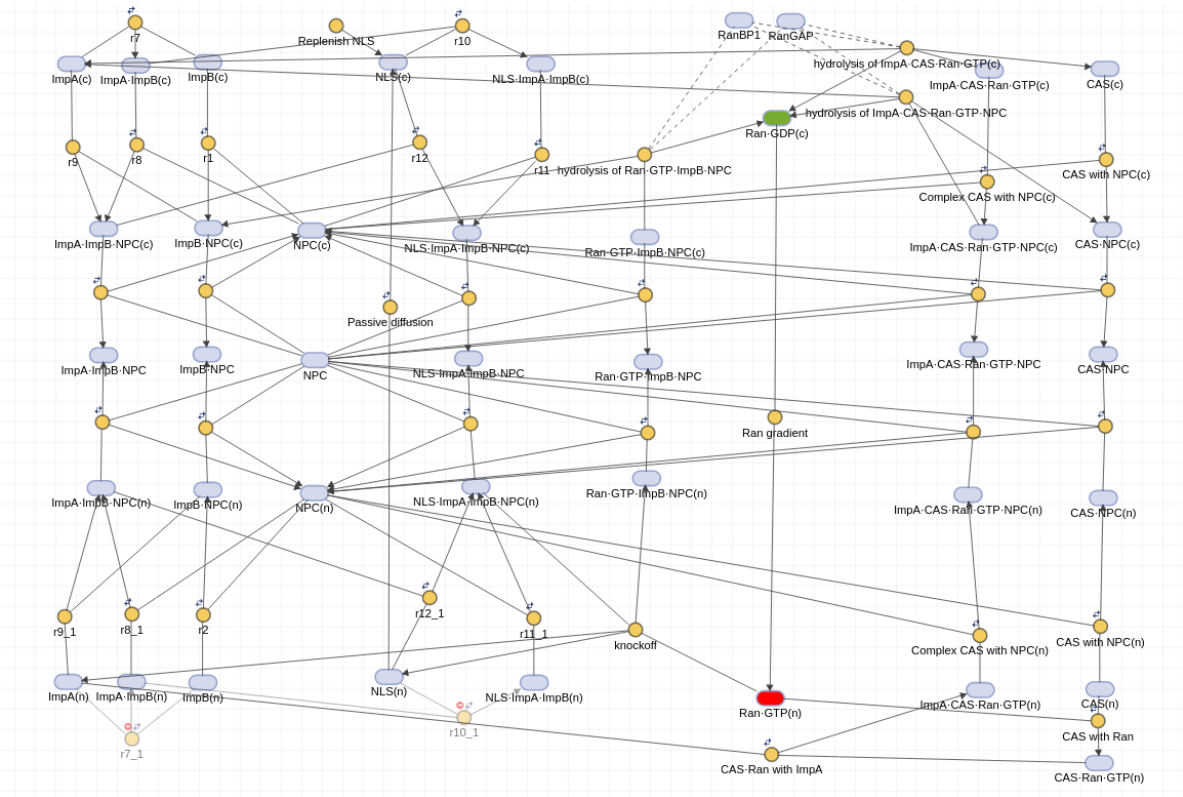 r7
Replenish NLS
r10
RanBP1
RanGAP
ImpA(c)
ImpA·ImpB(c)
ImpB(c)
NLS(c)
NLS·ImpA·ImpB(c)
hydrolysis of ImpA·CAS·Ran·GTP(c)
ImpA·CAS·Ran·GTP(c)
CAS(c)
hydrolysis of ImpA·CAS·Ran·GTP·NPC
Ran·GDP(c)
r9
r8
r1
r12
r11
hydrolysis of Ran·GTP·ImpB·NPC
CAS with NPC(c)
Complex CAS with NPC(c)
ImpA·ImpB·NPC(c)
ImpB·NPC(c)
NPC(c)
NLS·ImpA·ImpB·NPC(c)
Ran·GTP·ImpB·NPC(c)
ImpA·CAS·Ran·GTP·NPC(c)
CAS·NPC(c)
Passive diffusion
ImpA·ImpB·NPC
ImpB·NPC
NPC
NLS·ImpA·ImpB·NPC
Ran·GTP·ImpB·NPC
ImpA·CAS·Ran·GTP·NPC
CAS·NPC
Ran gradient
ImpA·ImpB·NPC(n)
ImpB·NPC(n)
NPC(n)
NLS·ImpA·ImpB·NPC(n)
Ran·GTP·ImpB·NPC(n)
ImpA·CAS·Ran·GTP·NPC(n)
CAS·NPC(n)
r9_1
r8_1
r2
r12_1
r11_1
knockoff
Complex CAS with NPC(n)
CAS with NPC(n)
ImpA(n)
ImpA·ImpB(n)
ImpB(n)
NLS(n)
NLS·ImpA·ImpB(n)
Ran·GTP(n)
ImpA·CAS·Ran·GTP(n)
CAS(n)
r7_1
r10_1
CAS with Ran
CAS·Ran with ImpA
CAS·Ran·GTP(n)